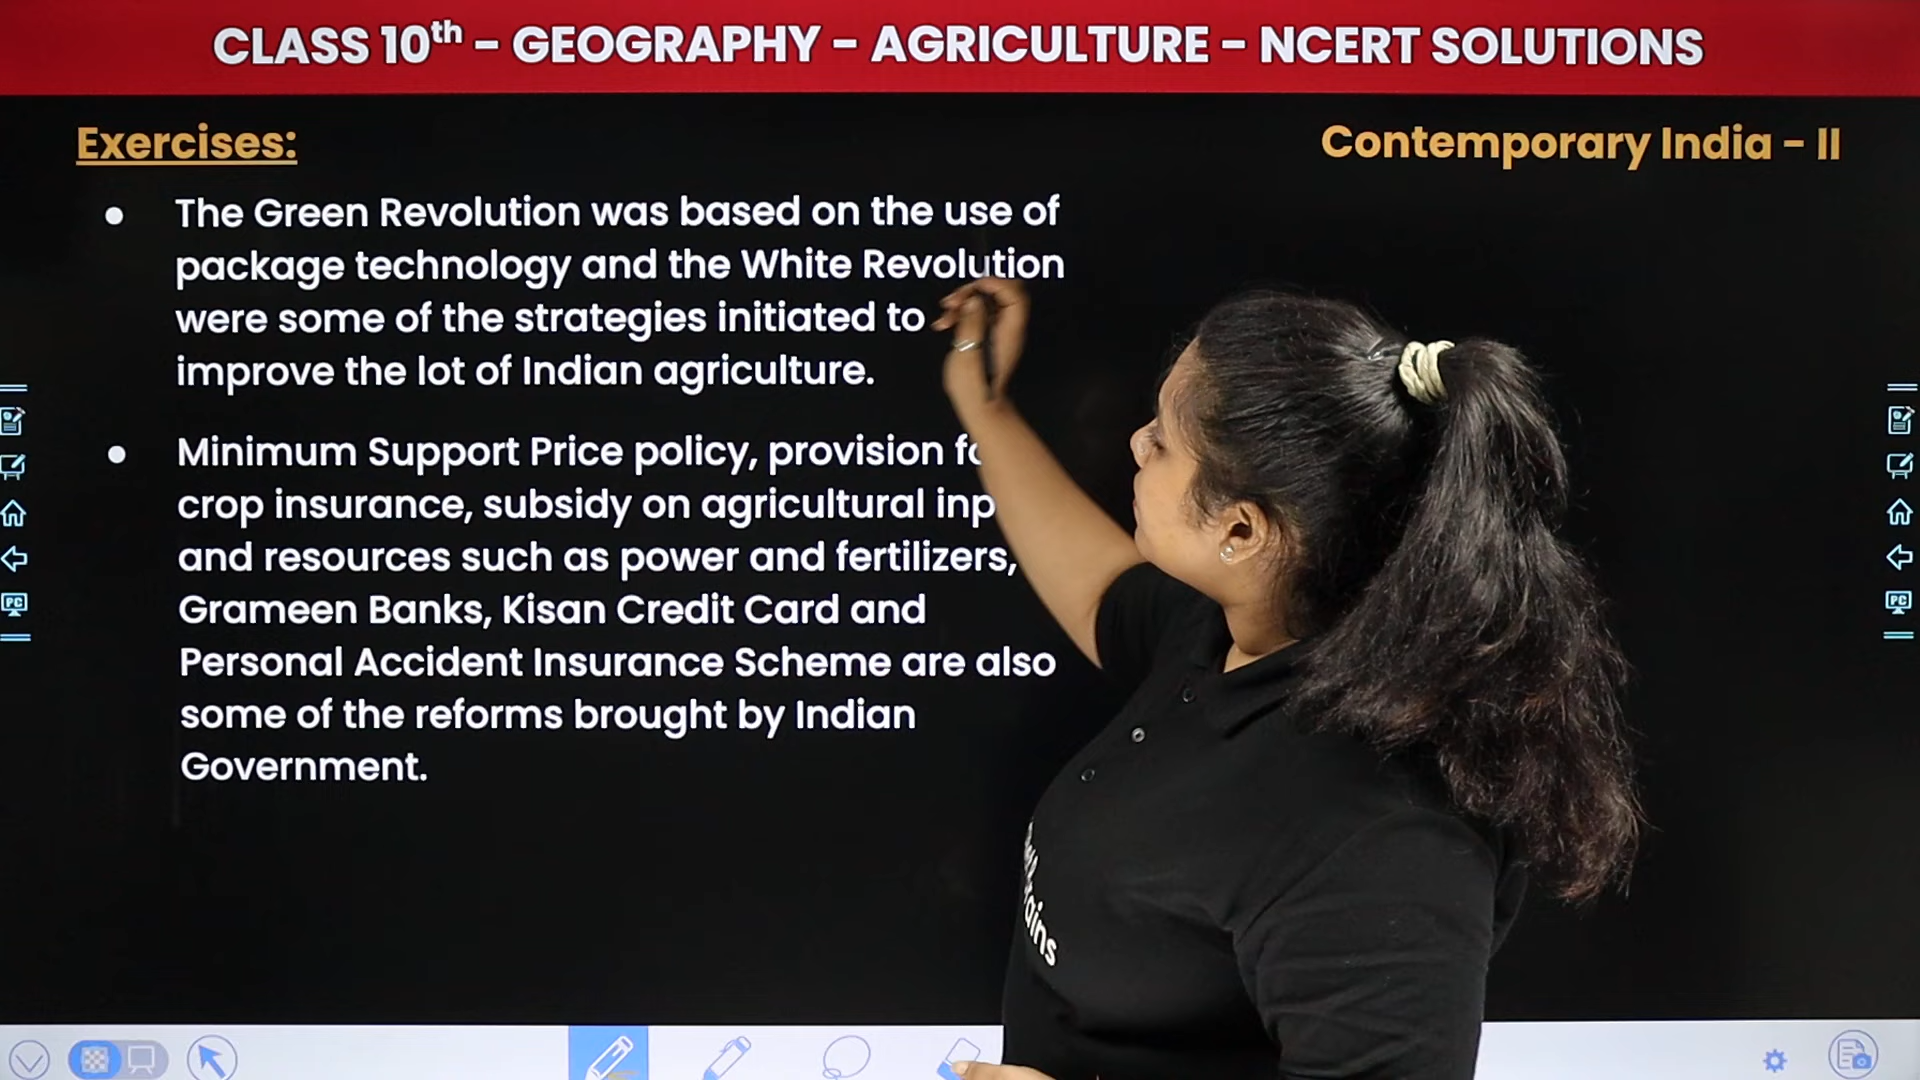 CLASS 10th - GEOGRAPHY - AGRICULTURE - NCERT SOLUTIONS
Exercises:
Contemporary India - II
● The Green Revolution was based on the use of
package technology and the White Revolution
were some of the strategies initiated to
improve the lot of Indian agriculture.
● Minimum Support Price policy, provision
crop insurance, subsidy on agricultural
and resources such as power and fertilizers,
Grameen Banks, Kisan Credit Card and
Personal Accident Insurance Scheme are also
some of the reforms brought by Indian
Government.
PC
PC